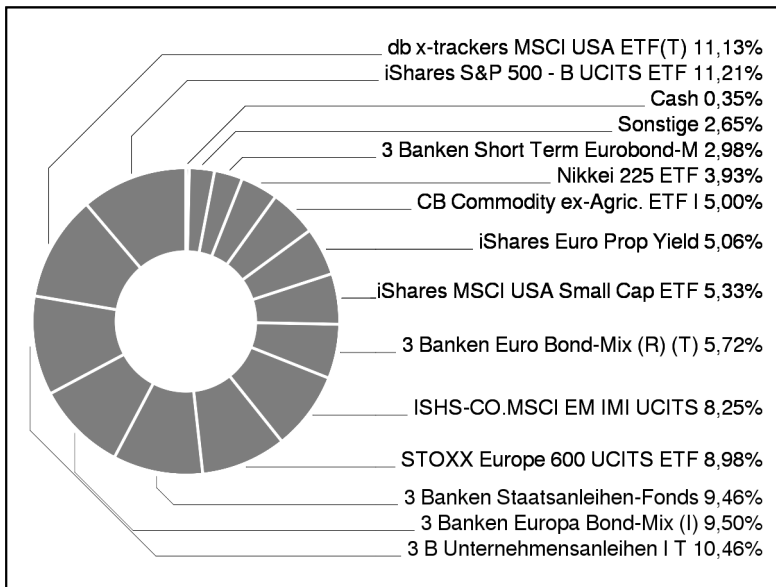 db x-trackers MSCI USA ETF(T) 11,13%
iShares S&P 500 - B UCITS ETF 11,21%
Cash 0,35%
Sonstige 2,65%
3 Banken Short Term Eurobond-M 2,98%
Nikkei 225 ETF 3,93%
CB Commodity ex-Agric. ETF I 5,00%
iShares Euro Prop Yield 5,06%
iShares MSCI USA Small Cap ETF 5,33%
3 Banken Euro Bond-Mix (R) (T) 5,72%
ISHS-CO.MSCI EM IMI UCITS 8,25%
STOXX Europe 600 UCITS ETF 8,98%
3 Banken Staatsanleihen-Fonds 9,46%
3 Banken Europa Bond-Mix (I) 9,50%
3 B Unternehmensanleihen I T 10,46%